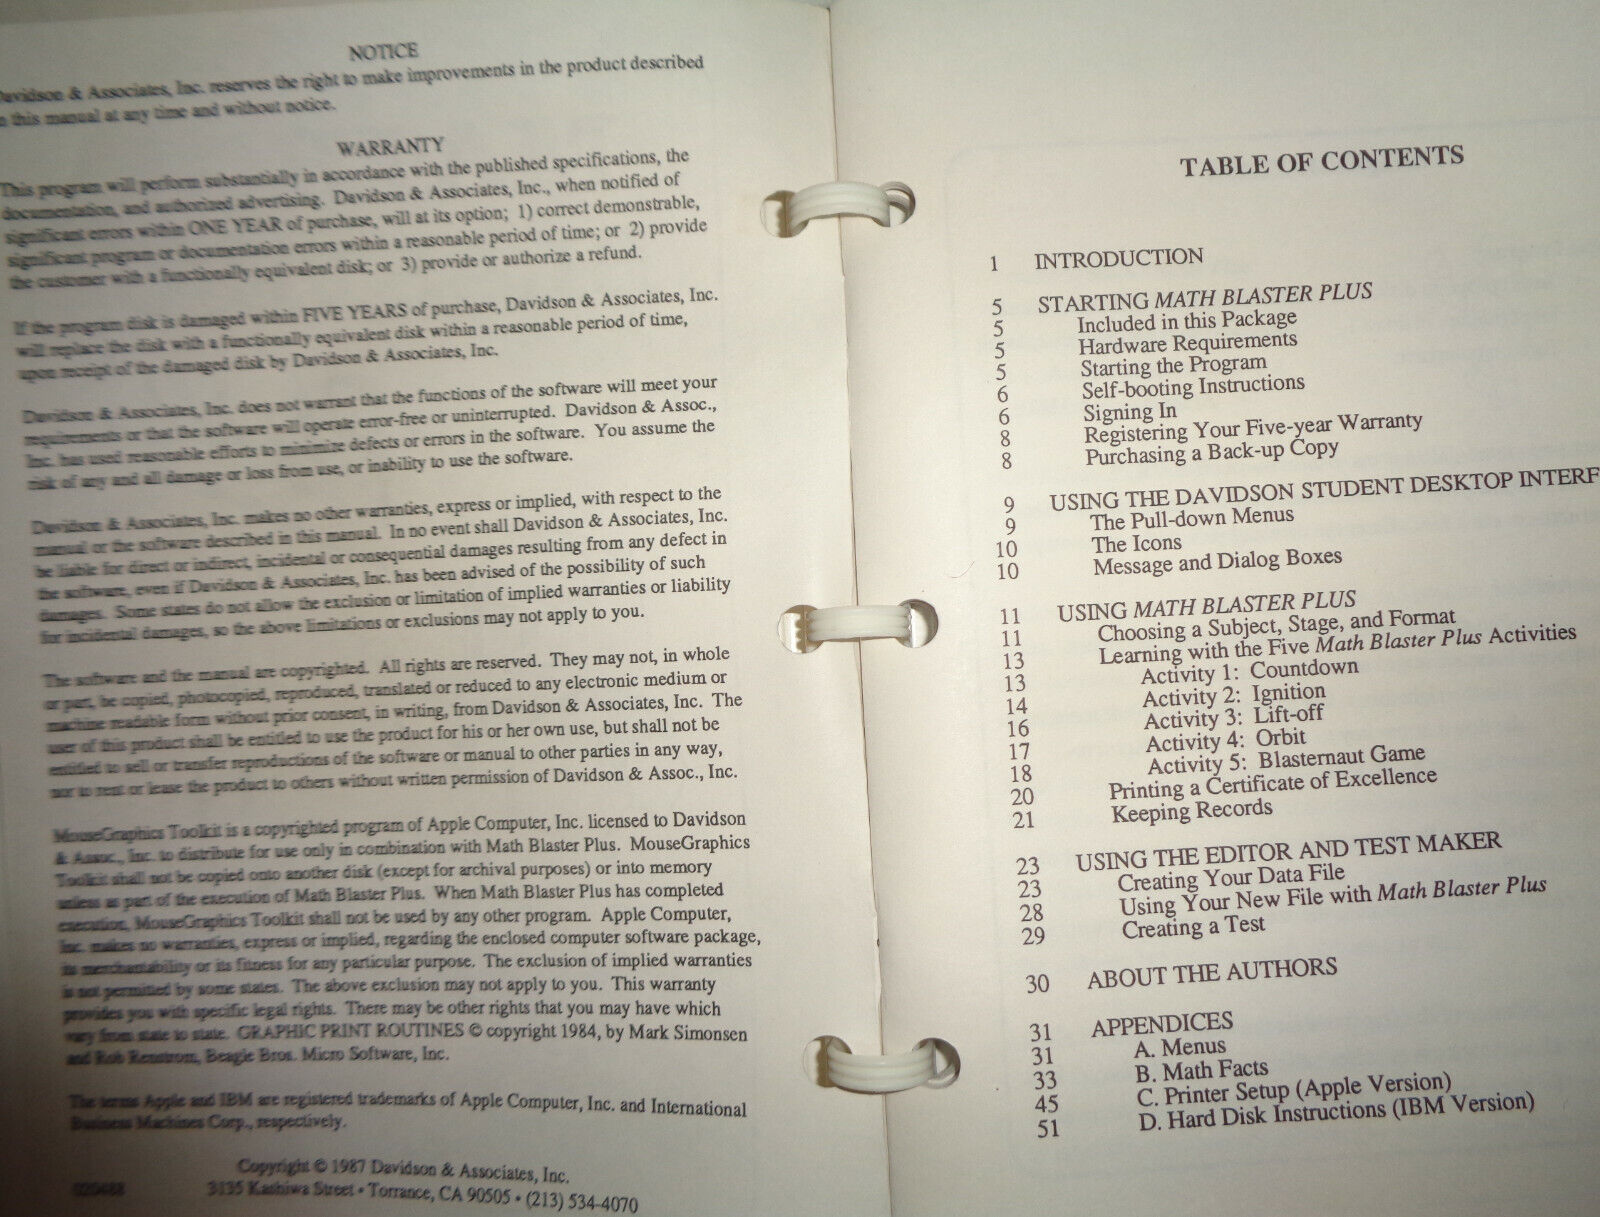 NOTICE
Davidson & Associates, Inc. reserves the right to make improvements in the product described
in this manual at any time and without notice.
WARRANTY
This program will perform substantially in accordance with the published specifications, the
documentation, and authorized advertising. Davidson & Associates, Inc., when notified of
significant errors within ONE YEAR of purchase, will at its option; 1) correct demonstrable,
significant program or documentation errors within a reasonable period of time; or 2) provide
the customer with a functionally equivalent disk; or 3) provide or authorize a refund.
If the program disk is damaged within FIVE YEARS of purchase, Davidson & Associates, Inc.
will replace the disk with a functionally equivalent disk within a reasonable period of time,
upon receipt of the damaged disk by Davidson & Associates, Inc.
Davidson & Associates, Inc. does not warrant that the functions of the software will meet your
requirements or that the software will operate error-free or uninterrupted. Davidson & Assoc.,
Inc. has used reasonable efforts to minimize defects or errors in the software. You assume the
risk of any and all damage or loss from use, or inability to use the software.
Davidson & Associates, Inc. makes no other warranties, express or implied, with respect to the
manual or the software described in this manual. In no event shall Davidson & Associates, Inc.
be liable for direct or indirect, incidental or consequential damages resulting from any defect in
the software, even if Davidson & Associates, Inc. has been advised of the possibility of such
damages. Some states do not allow the exclusion or limitation of implied warranties or liability
for incidental damages, so the above limitations or exclusions may not apply to you.
The software and the manual are copyrighted. All rights are reserved. They may not, in whole
or part, be copied, photocopied, reproduced, translated or reduced to any electronic medium or
machine readable form without prior consent, in writing, from Davidson & Associates, Inc. The
user of this product shall be entitled to use the product for his or her own use, but shall not be
entitled to sell or transfer reproductions of the software or manual to other parties in any way,
nor to rent or lease the product to others without written permission of Davidson & Assoc., Inc.
MouseGraphics Toolkit is a copyrighted program of Apple Computer, Inc. licensed to Davidson
& Assoc., Inc. to distribute for use only in combination with Math Blaster Plus. MouseGraphics
Toolkit shall not be copied onto another disk (except for archival purposes) or into memory
unless as part of the execution of Math Blaster Plus. When Math Blaster Plus has completed
execution, MouseGraphics Toolkit shall not be used by any other program. Apple Computer,
Inc. makes no warranties, express or implied, regarding the enclosed computer software package,
its merchantability or its fitness for any particular purpose. The exclusion of implied warranties
is not permitted by some states. The above exclusion may not apply to you. This warranty
provides you with specific legal rights. There may be other rights that you may have which
vary from state to state. GRAPHIC PRINT ROUTINES © copyright 1984, by Mark Simonsen
and Rob Renstrom, Beagle Bros. Micro Software, Inc.
The terms Apple and IBM are registered trademarks of Apple Computer, Inc. and International
Business Machines Corp., respectively.
Copyright © 1987 Davidson & Associates, Inc.
3135 Kashiwa Street • Torrance, CA 90505 • (213) 534-4070
020488
TABLE OF CONTENTS
1 INTRODUCTION
5 STARTING MATH BLASTER PLUS
5 Included in this Package
5 Hardware Requirements
5 Starting the Program
6 Self-booting Instructions
6 Signing In
8 Registering Your Five-year Warranty
8 Purchasing a Back-up Copy
9 USING THE DAVIDSON STUDENT DESKTOP INTERF
9 The Pull-down Menus
10 The Icons
10 Message and Dialog Boxes
11 USING MATH BLASTER PLUS
11 Choosing a Subject, Stage, and Format
13 Learning with the Five Math Blaster Plus Activities
13 Activity 1: Countdown
14 Activity 2: Ignition
16 Activity 3: Lift-off
17 Activity 4: Orbit
18 Activity 5: Blasternaut Game
20 Printing a Certificate of Excellence
21 Keeping Records
23 USING THE EDITOR AND TEST MAKER
23 Creating Your Data File
28 Using Your New File with Math Blaster Plus
29 Creating a Test
30 ABOUT THE AUTHORS
31 APPENDICES
31 A. Menus
33 B. Math Facts
45 C. Printer Setup (Apple Version)
51 D. Hard Disk Instructions (IBM Version)